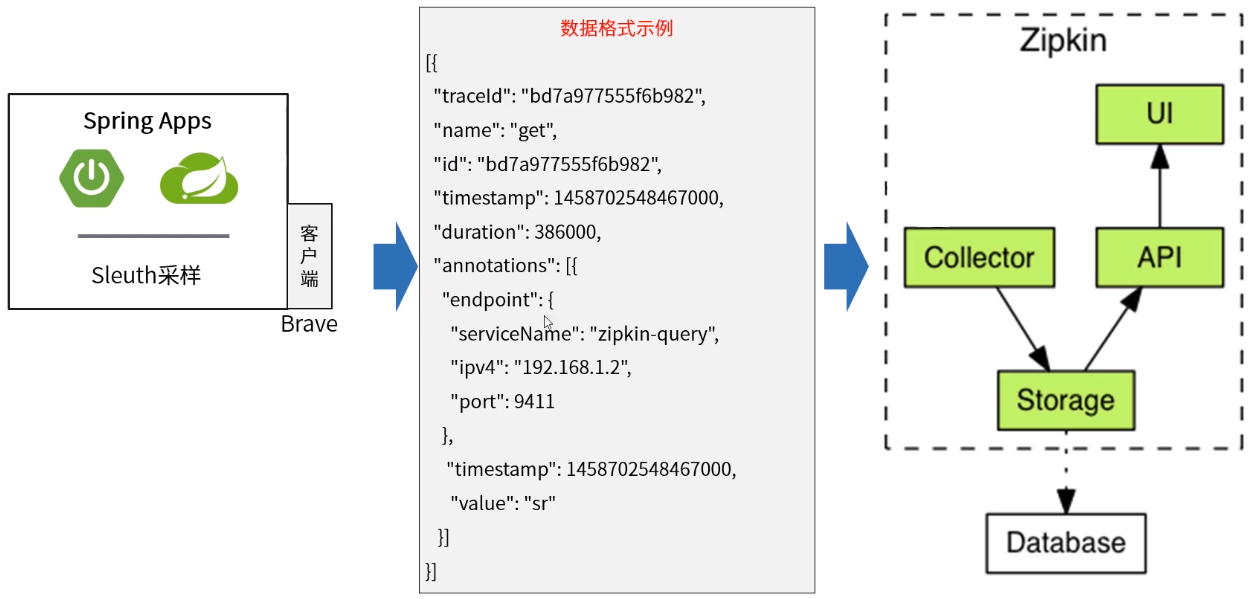 Spring Apps
Sleuth采样
客户端
Brave
数据格式示例
[{
"traceId": "bd7a977555f6b982",
"name": "get",
"id": "bd7a977555f6b982",
"timestamp": 1458702548467000,
"duration": 386000,
"annotations": [{
"endpoint": {
"serviceName": "zipkin-query",
"ipv4": "192.168.1.2",
"port": 9411
},
"timestamp": 1458702548467000,
"value": "sr"
}]
}]
Zipkin
UI
Collector
API
Storage
Database